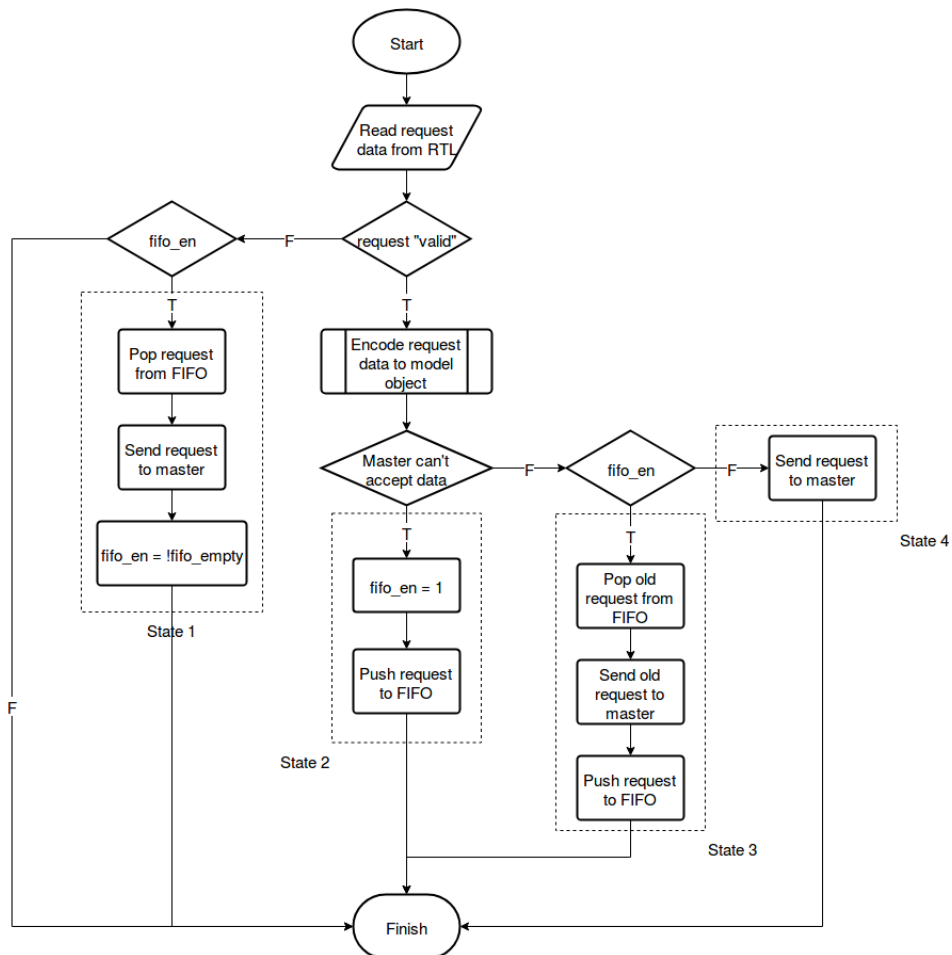 Start
Read request
data from RTL
request "valid"
F
fifo_en
T
T
Pop request
from FIFO
Encode request
data to model
object
Send request
to master
Master can't
accept data
F
fifo_en
F
Send request
to master
State 4
T
T
fifo_en = !fifo_empty
fifo_en = 1
Pop old
request from
FIFO
State 1
Push request
to FIFO
Send old
request to
master
F
State 2
Push request
to FIFO
State 3
Finish